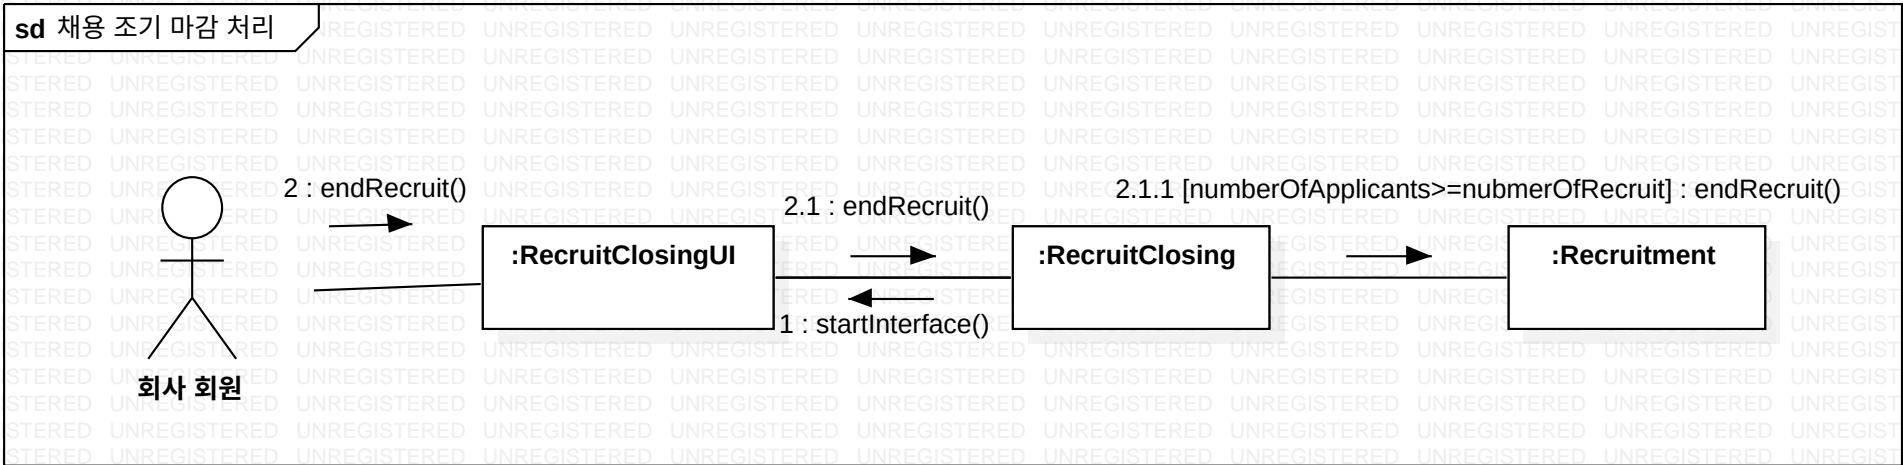 sd 채용 조기 마감 처리
2 : endRecruit()
2.1 : endRecruit()
2.1.1 [numberOfApplicants>=nubmerOfRecruit] : endRecruit()
:RecruitClosingUI
:RecruitClosing
:Recruitment
1 : startInterface()
회사 회원
UNREGISTERED